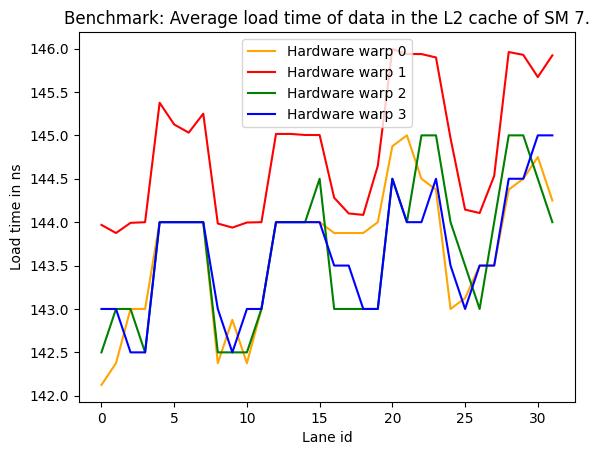 Benchmark: Average load time of data in the L2 cache of SM 7.
Hardware warp 0
Hardware warp 1
Hardware warp 2
Hardware warp 3
146.0
145.5
145.0
144.5
144.0
143.5
143.0
142.5
142.0
Load time in ns
0 5 10 15 20 25 30
Lane id